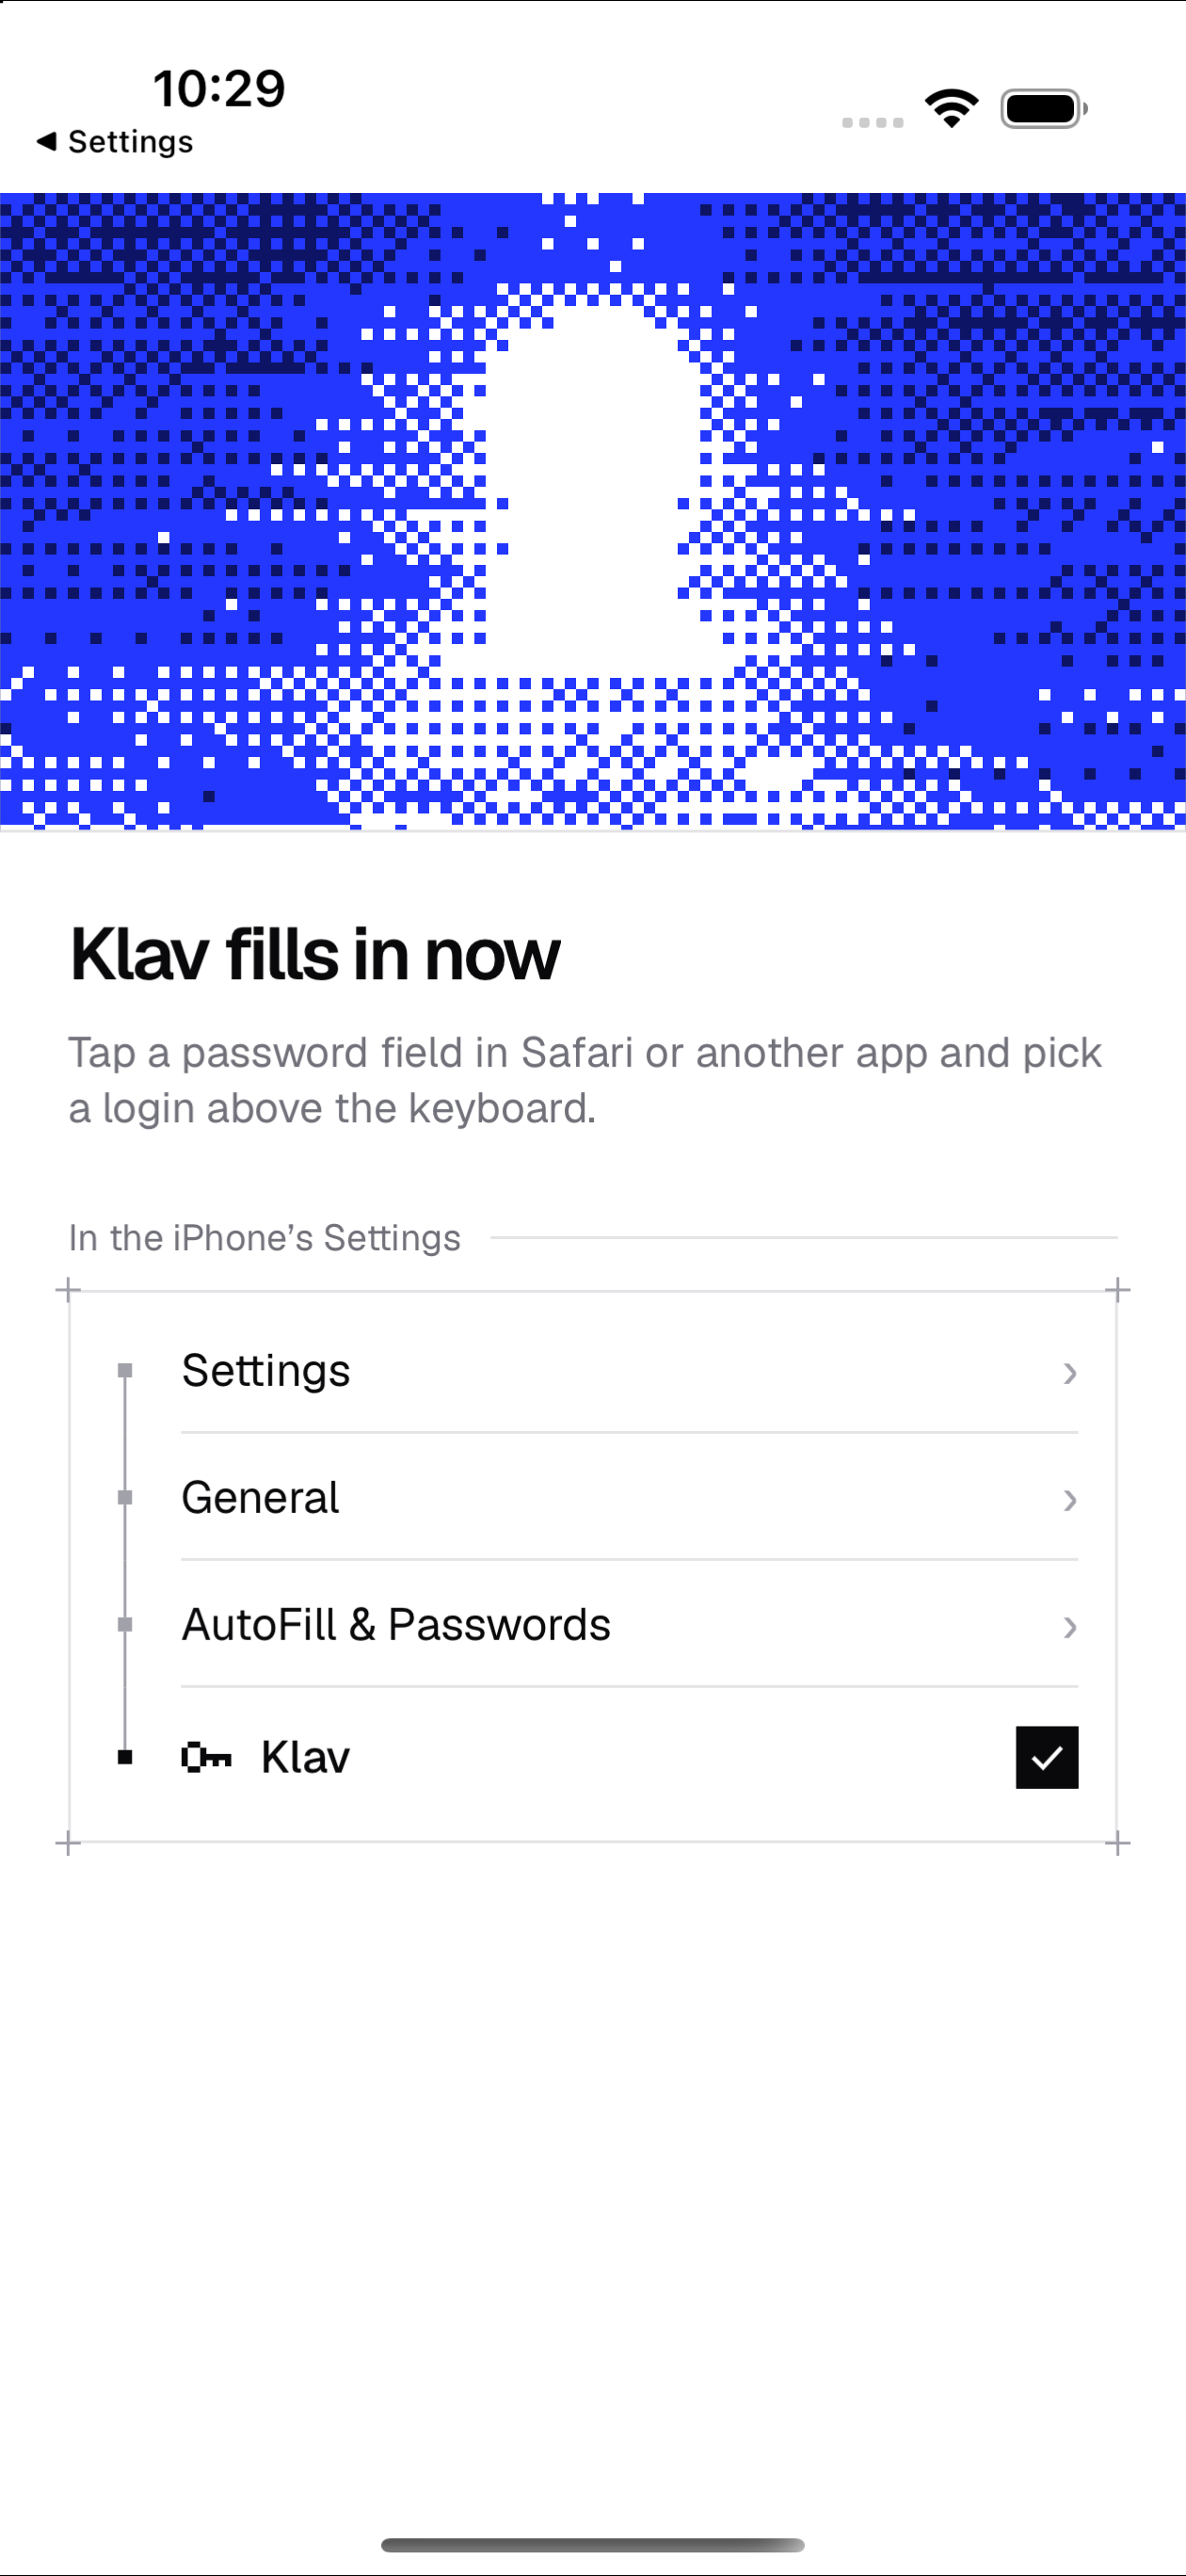 10:29
◀ Settings
Klav fills in now
Tap a password field in Safari or another app and pick
a login above the keyboard.
In the iPhone’s Settings
Settings
General
AutoFill & Passwords
Klav